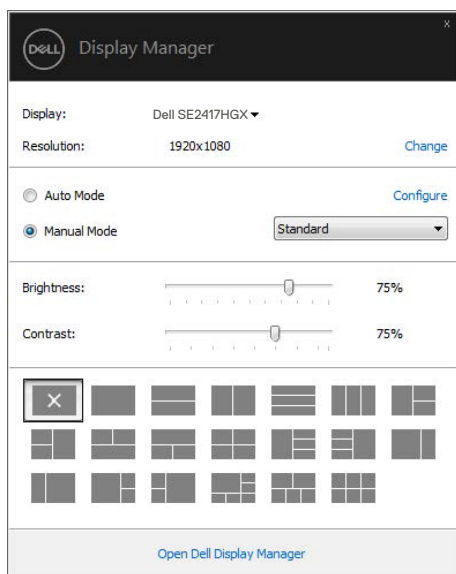 x
DELL Display Manager
Display: Dell SE2417HGX
Resolution: 1920x1080 Change
Auto Mode Configure
Manual Mode Standard
Brightness: 75%
Contrast: 75%
Open Dell Display Manager